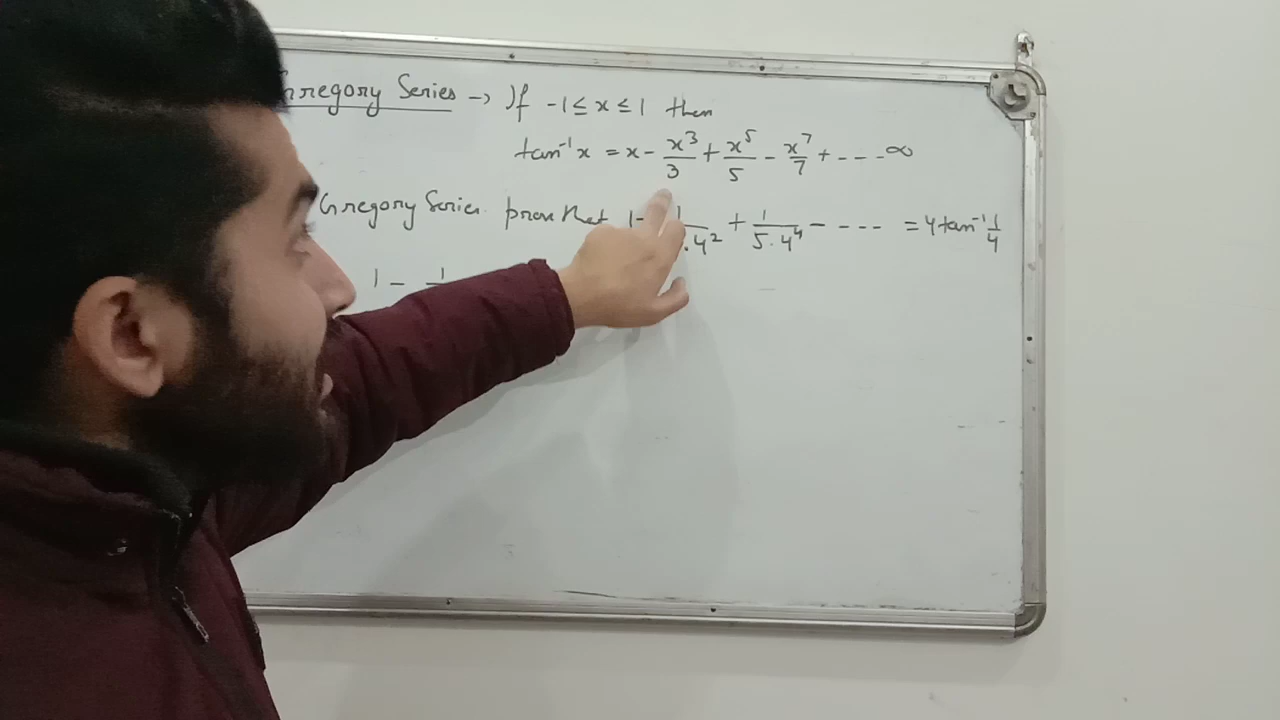 Gregory Series → If -1 ≤ x ≤ 1 then
tan⁻¹x = x - x³/3 + x⁵/5 - x⁷/7 + --- ∞
Gregory Series prove that 1 - 1/.4² + 1/5.4⁴ - ---- = 4tan⁻¹ 1/4
1 - 1